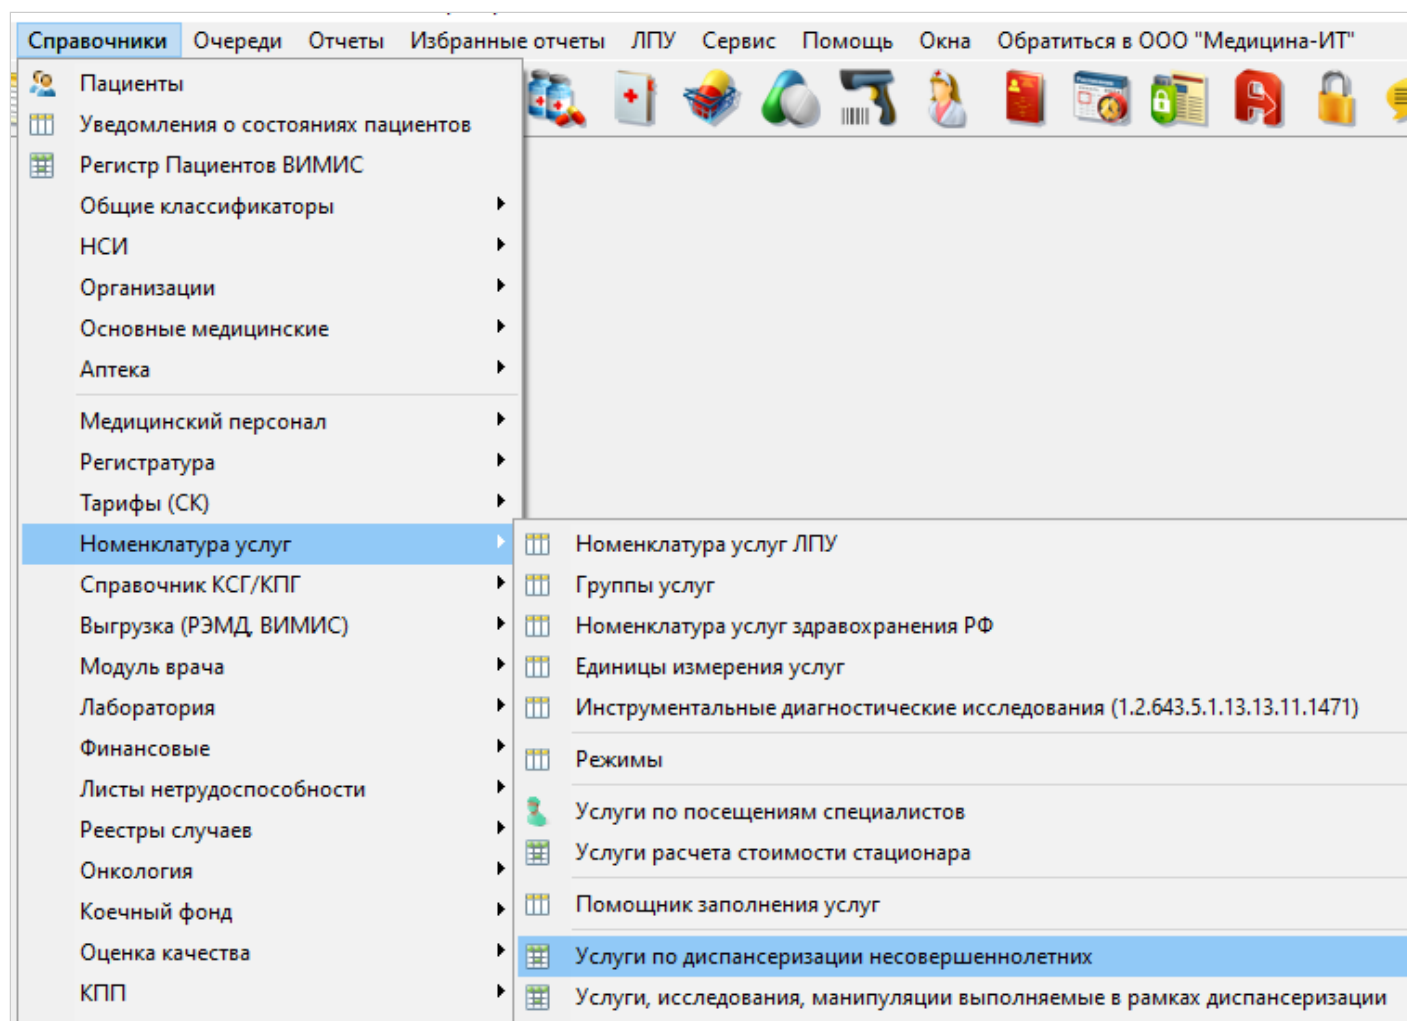 Справочники Очереди Отчеты Избранные отчеты ЛПУ Сервис Помощь Окна Обратиться в ООО "Медицина-ИТ"
Пациенты
Уведомления о состояниях пациентов
Регистр Пациентов ВИМИС
Общие классификаторы
НСИ
Организации
Основные медицинские
Аптека
Медицинский персонал
Регистратура
Тарифы (СК)
Номенклатура услуг
Справочник КСГ/КПГ
Выгрузка (РЭМД, ВИМИС)
Модуль врача
Лаборатория
Финансовые
Листы нетрудоспособности
Реестры случаев
Онкология
Коечный фонд
Оценка качества
КПП
Номенклатура услуг ЛПУ
Группы услуг
Номенклатура услуг здравохранения РФ
Единицы измерения услуг
Инструментальные диагностические исследования (1.2.643.5.1.13.13.11.1471)
Режимы
Услуги по посещениям специалистов
Услуги расчета стоимости стационара
Помощник заполнения услуг
Услуги по диспансеризации несовершеннолетних
Услуги, исследования, манипуляции выполняемые в рамках диспансеризации